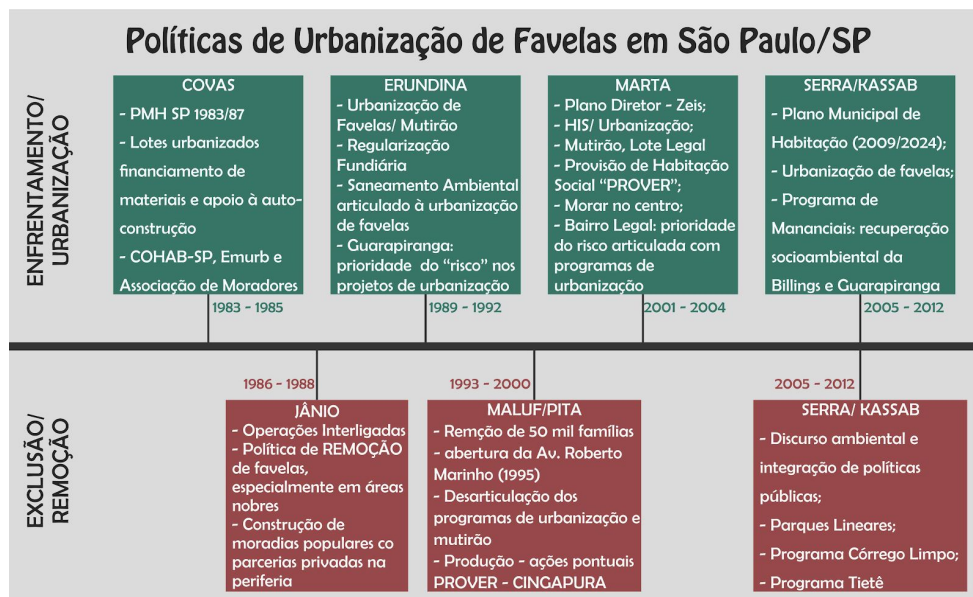 Políticas de Urbanização de Favelas em São Paulo/SP
ENFRENTAMENTO/
URBANIZAÇÃO
COVAS
- PMH SP 1983/87
- Lotes urbanizados
financiamento de
materiais e apoio à auto-
construção
- COHAB-SP, Emurb e
Associação de Moradores
1983 - 1985
ERUNDINA
- Urbanização de
Favelas/ Mutirão
- Regularização
Fundiária
- Saneamento Ambiental
articulado à urbanização
de favelas
- Guarapiranga:
prioridade do "risco" nos
projetos de urbanização
1989 - 1992
MARTA
- Plano Diretor - Zeis;
- HIS/ Urbanização;
- Mutirão, Lote Legal
- Provisão de Habitação
Social "PROVER";
- Morar no centro;
- Bairro Legal: prioridade
do risco articulada com
programas de
urbanização
2001 - 2004
SERRA/KASSAB
- Plano Municipal de
Habitação (2009/2024);
- Urbanização de favelas;
- Programa de
Mananciais: recuperação
socioambiental da
Billings e Guarapiranga
2005 - 2012
EXCLUSÃO/
REMOÇÃO
1986 - 1988
JÂNIO
- Operações Interligadas
- Política de REMOÇÃO
de favelas,
especialmente em áreas
nobres
- Construção de
moradias populares co
parcerias privadas na
periferia
1993 - 2000
MALUF/PITA
- Remção de 50 mil famílias
- abertura da Av. Roberto
Marinho (1995)
- Desarticulação dos
programas de urbanização e
mutirão
- Produção - ações pontuais
PROVER - CINGAPURA
2005 - 2012
SERRA/ KASSAB
- Discurso ambiental e
integração de políticas
públicas;
- Parques Lineares;
- Programa Córrego Limpo;
- Programa Tietê